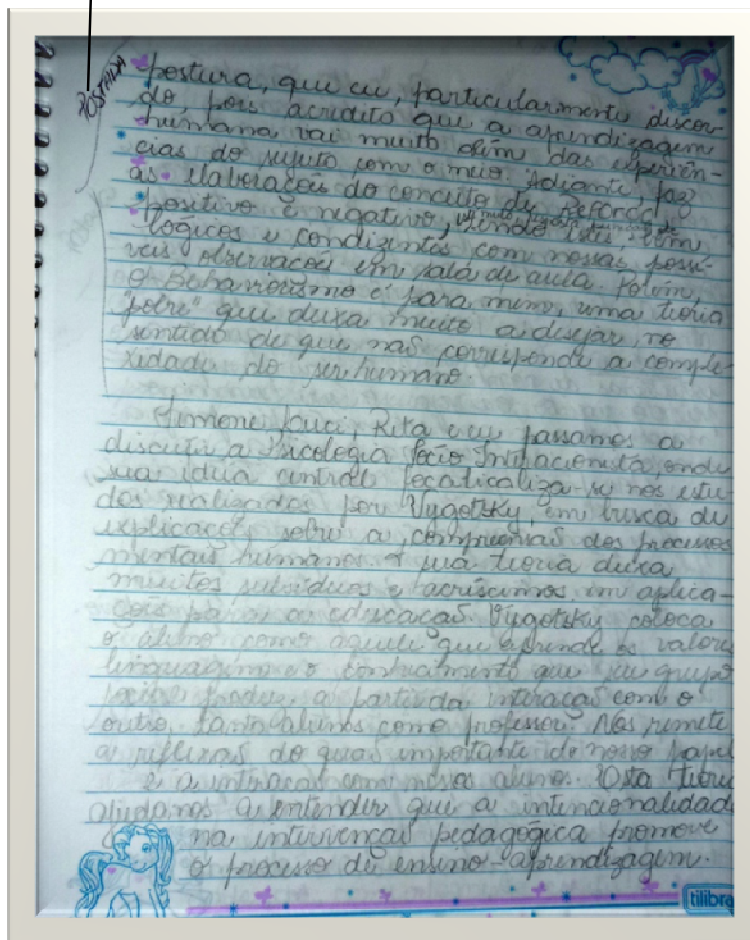 POSTADA
postura, que eu, particularmente discor-
do, pois acredito que a aprendizagem
humana vai muito além das experiên-
cias do sujeito com o meio. Adiante, faz
as elaborações do conceito de Reforço
positivo e negativo, sendo estes
lógicos e condizentes com nossas possí-
veis observações em sala de aula. Porém,
o Behaviorismo é para mim, uma teoria
"pobre" que deixa muito a desejar, no
sentido de que não corresponde a comple-
xidade do ser humano.
Simone, Rita e eu passamos a
discutir a Psicologia Sócio Interacionista, onde
sua idéia central focaliza-se nos estu-
dos realizados por Vygotsky, em busca de
explicações sobre a compreensão dos processos
mentais humanos. A sua teoria deixa
muitos subsídios e acréscimos em aplica-
ções para a educação. Vygotsky coloca
o aluno como aquele que aprende os valores
linguagem e o conhecimento que seu grupo
produz, a partir da interação com o
outro, tanto alunos como professor. Nos remete
a reflexão do quão importante de nosso papel
e a interação com nossos alunos. Esta teoria
ajudanos a entender que a intencionalidade
na intervenção pedagógica promove
o processo de ensino-aprendizagem.
tilibra